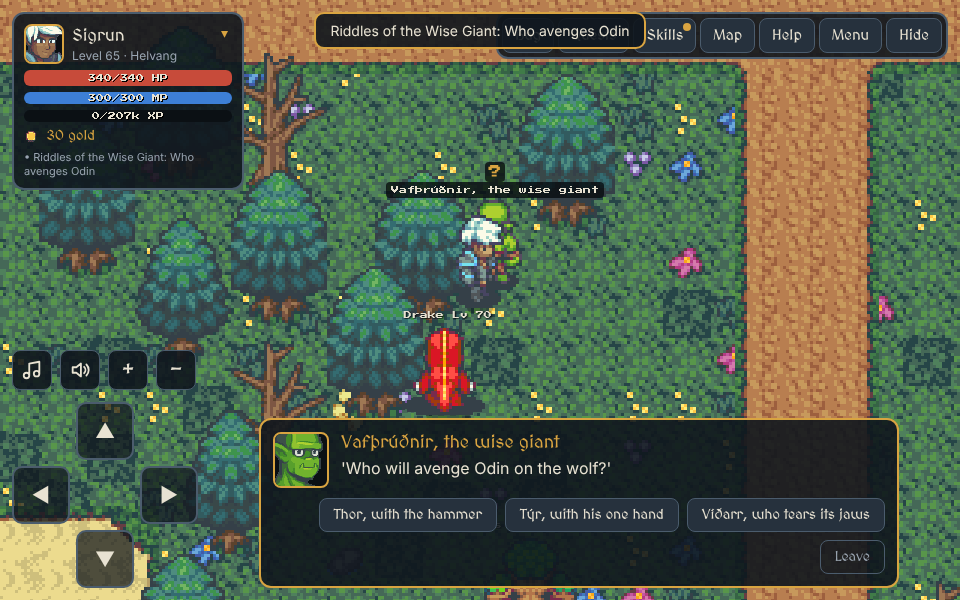 Sigrun
Level 65 · Helvang
340/340 HP
300/300 MP
0/207k XP
30 gold
• Riddles of the Wise Giant: Who
avenges Odin
Riddles of the Wise Giant: Who avenges Odin
Skills
Map
Help
Menu
Hide
?
Vafþrúðnir, the wise giant
Drake Lv 70
+
−
Vafþrúðnir, the wise giant
'Who will avenge Odin on the wolf?'
Thor, with the hammer
Týr, with his one hand
Víðarr, who tears its jaws
Leave